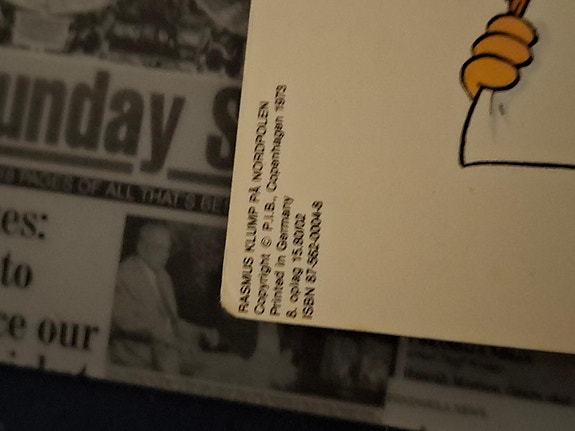 RASMUS KLUMP PÅ NORDPOLEN
Copyright © P.I.B., Copenhagen 1973
Printed in Germany
8. oplag 15.80/02
ISBN 87-562-0004-8
unday S
PAGES OF ALL THAT'S BE
es:
to
ce our